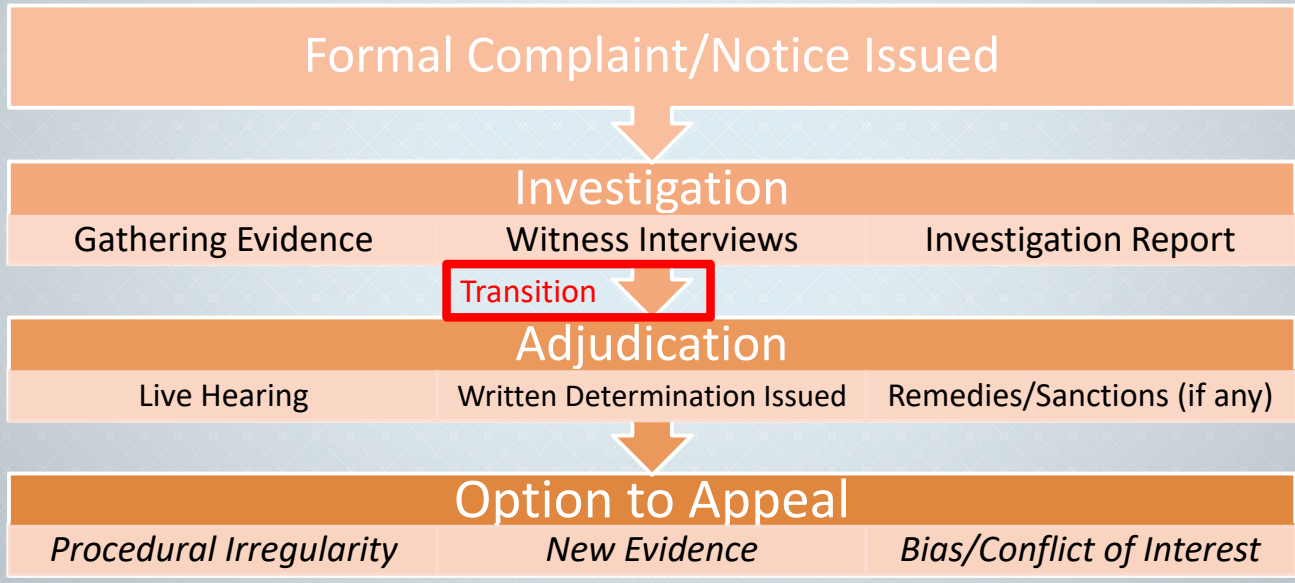 Formal Complaint/Notice Issued
Investigation
Gathering Evidence
Witness Interviews
Investigation Report
Transition
Adjudication
Live Hearing
Written Determination Issued
Remedies/Sanctions (if any)
Option to Appeal
Procedural Irregularity
New Evidence
Bias/Conflict of Interest